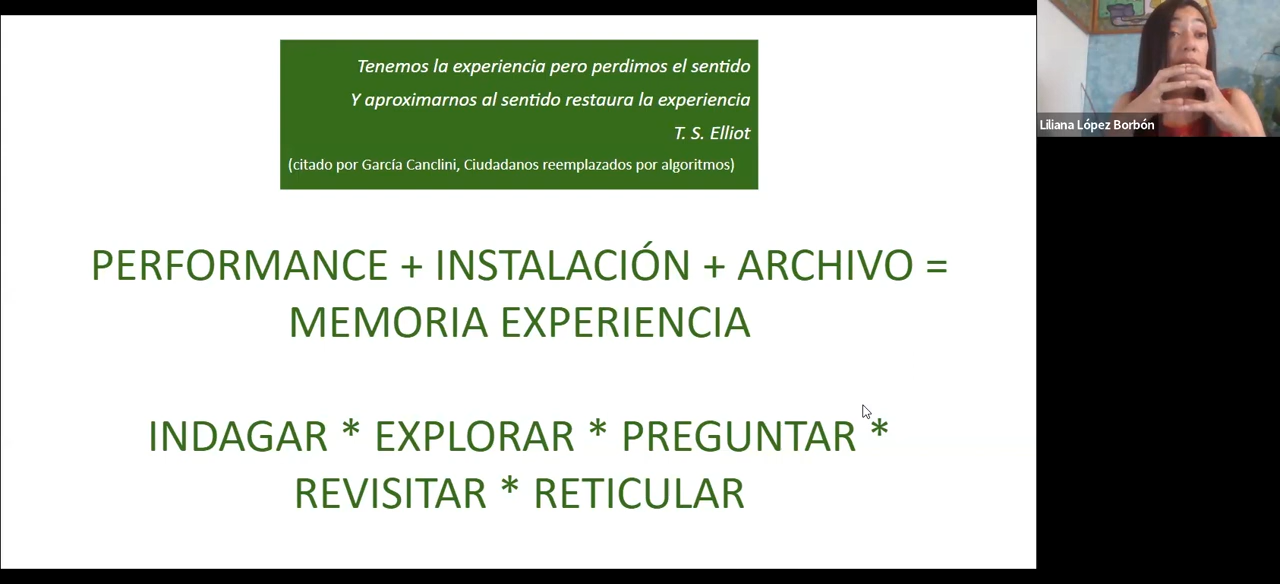 Tenemos la experiencia pero perdimos el sentido
Y aproximarnos al sentido restaura la experiencia
T. S. Elliot
(citado por García Canclini, Ciudadanos reemplazados por algoritmos)
PERFORMANCE + INSTALACIÓN + ARCHIVO =
MEMORIA EXPERIENCIA
INDAGAR * EXPLORAR * PREGUNTAR *
REVISITAR * RETICULAR
Liliana López Borbón